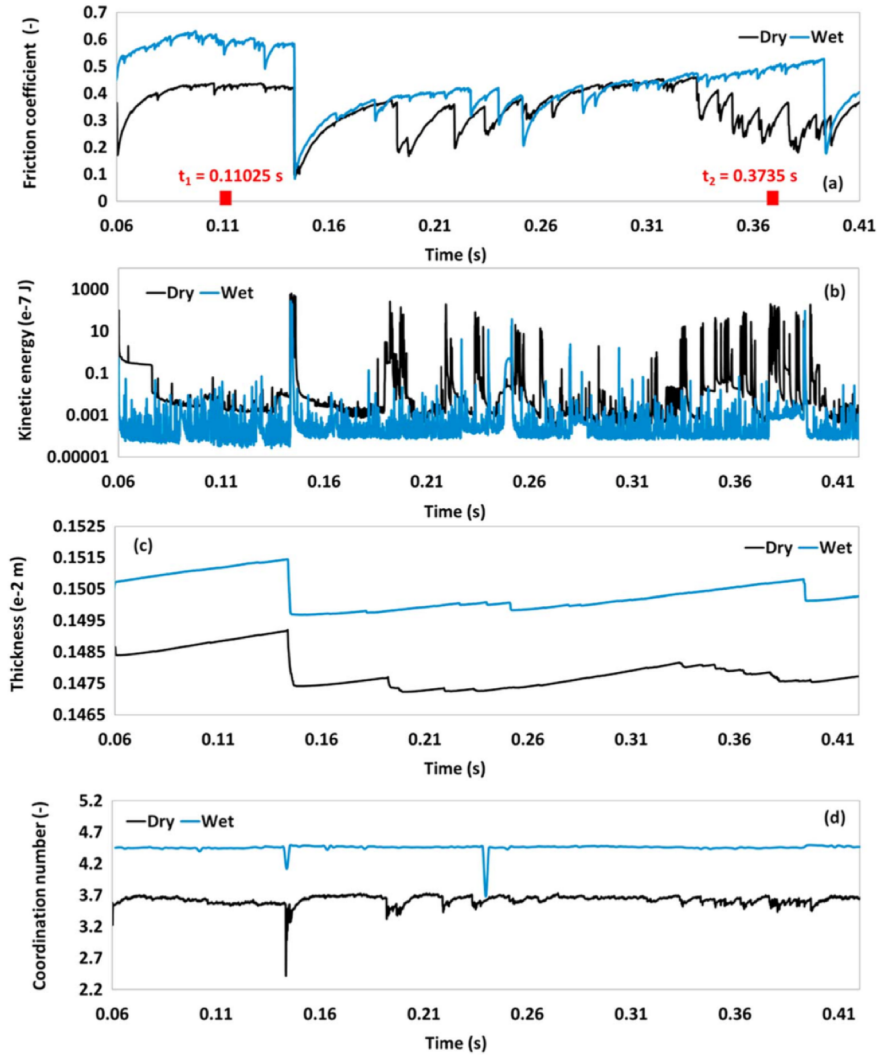 0.7
0.6
0.5
0.4
0.3
0.2
0.1
0
Friction coefficient (-)
Dry Wet
t1 = 0.11025 s
t2 = 0.3735 s
(a)
0.06 0.11 0.16 0.21 0.26 0.31 0.36 0.41
Time (s)
1000
10
0.1
0.001
0.00001
Kinetic energy (e-7 J)
Dry Wet
(b)
0.06 0.11 0.16 0.21 0.26 0.31 0.36 0.41
Time (s)
0.1525
0.1515
0.1505
0.1495
0.1485
0.1475
0.1465
Thickness (e-2 m)
(c)
Dry Wet
0.06 0.11 0.16 0.21 0.26 0.31 0.36 0.41
Time (s)
5.2
4.7
4.2
3.7
3.2
2.7
2.2
Coordination number (-)
Dry Wet
(d)
0.06 0.11 0.16 0.21 0.26 0.31 0.36 0.41
Time (s)